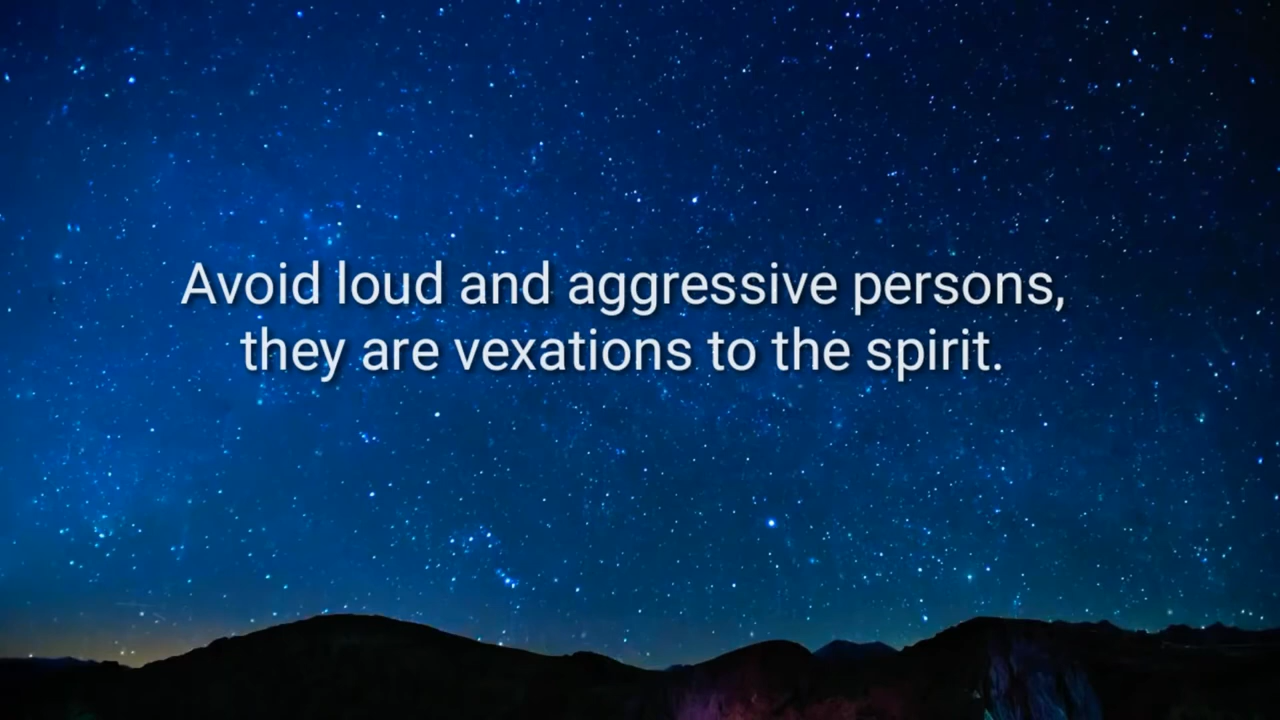 Avoid loud and aggressive persons,
they are vexations to the spirit.